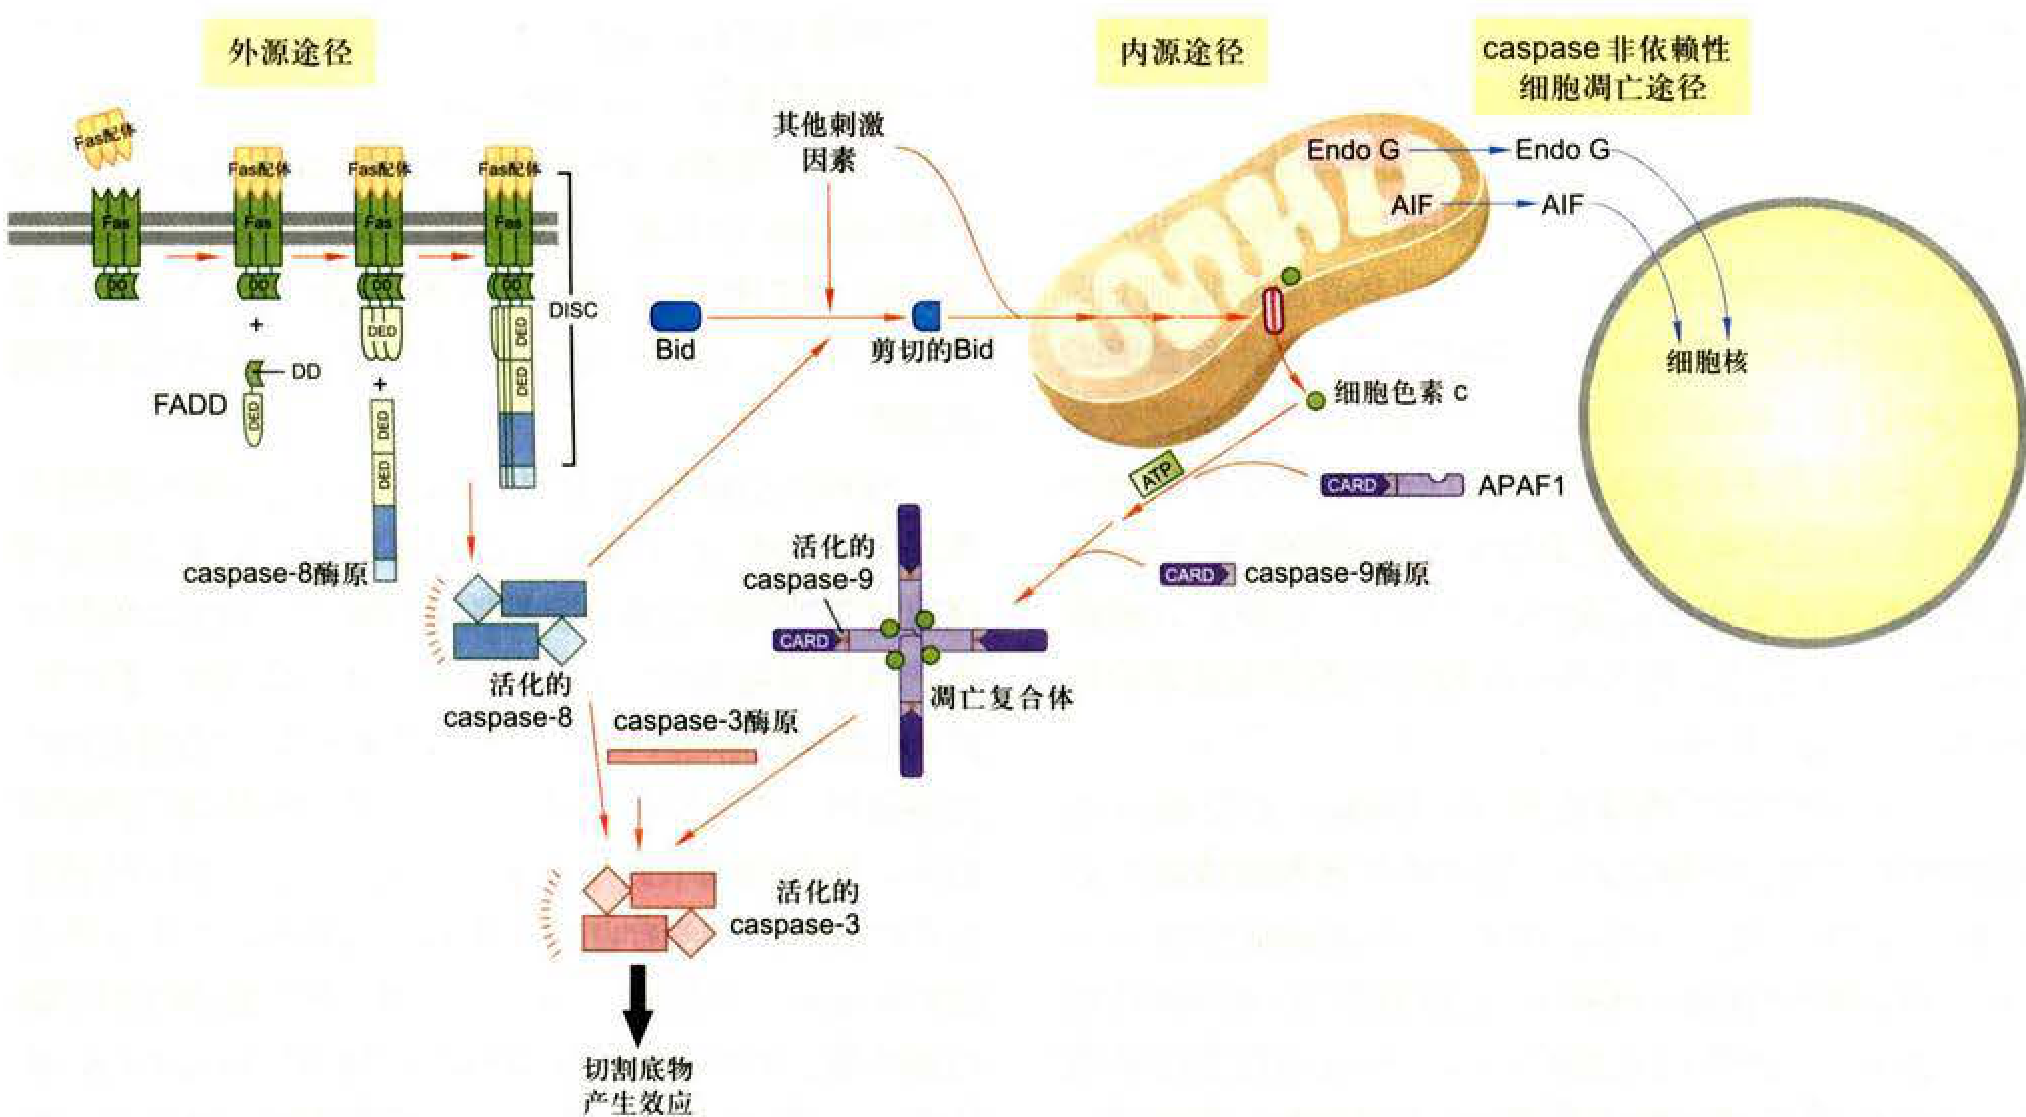 外源途径
内源途径
caspase 非依赖性
细胞凋亡途径
Fas配体
Fas配体
Fas配体
Fas配体
Fas
Fas
Fas
Fas
DD
DD
DD
DD
+
DD
FADD
DED
DED
+
DED
DED
caspase-8酶原
DED
DED
DISC
其他刺激
因素
Bid
剪切的Bid
Endo G
Endo G
AIF
AIF
细胞核
细胞色素 c
ATP
CARD
APAF1
CARD
caspase-9酶原
活化的
caspase-9
CARD
凋亡复合体
活化的
caspase-8
caspase-3酶原
活化的
caspase-3
切割底物
产生效应